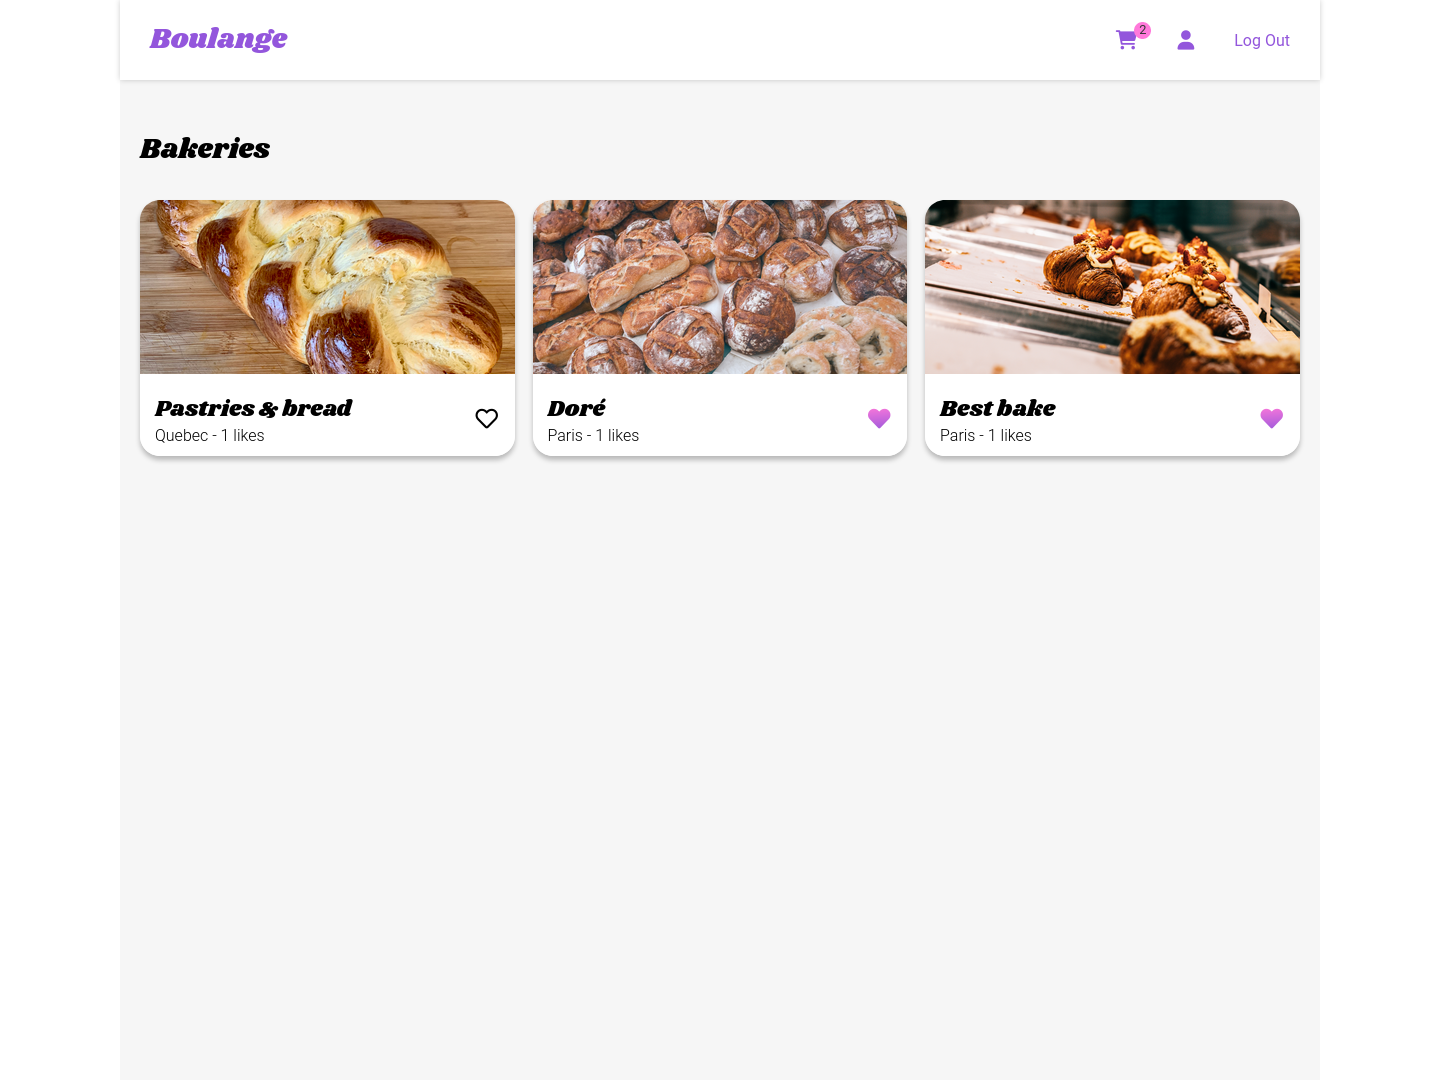 Boulange
2
Log Out
Bakeries
Pastries & bread
Quebec - 1 likes
Doré
Paris - 1 likes
Best bake
Paris - 1 likes